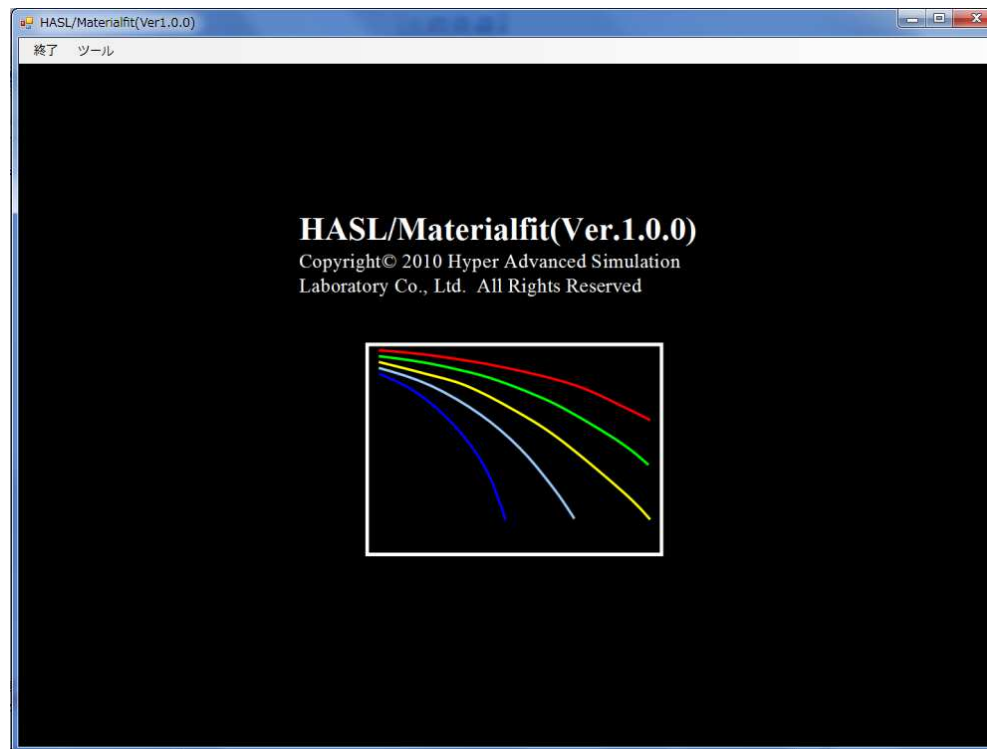 HASL/Materialfit(Ver1.0.0)
終了 ツール
HASL/Materialfit(Ver.1.0.0)
Copyright© 2010 Hyper Advanced Simulation
Laboratory Co., Ltd. All Rights Reserved